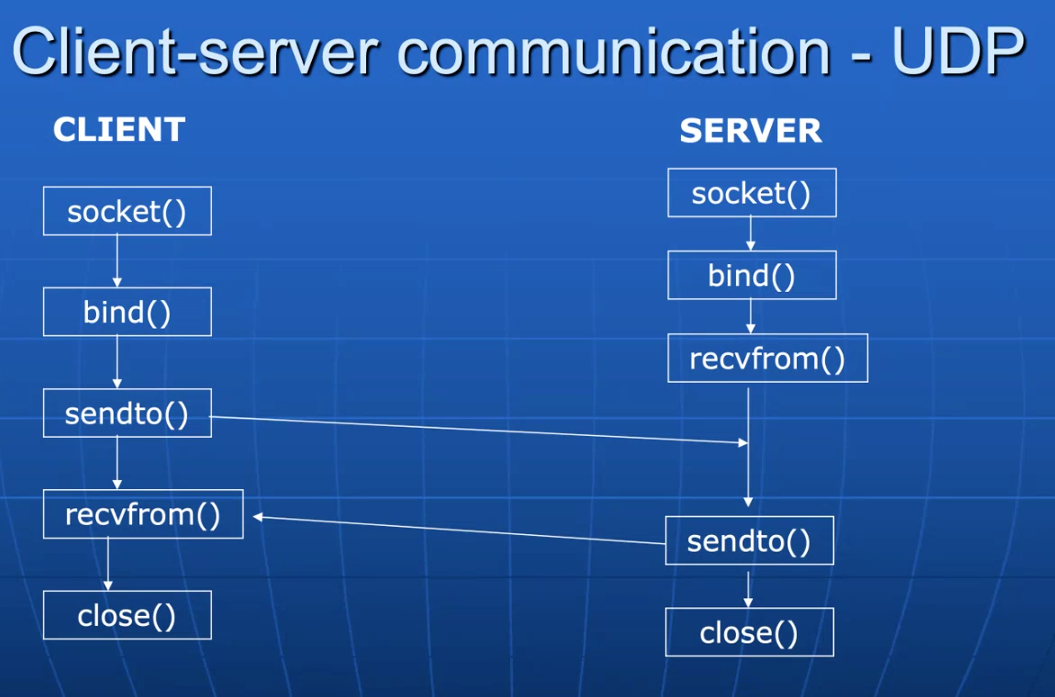 Client-server communication - UDP
CLIENT
socket()
bind()
sendto()
recvfrom()
close()
SERVER
socket()
bind()
recvfrom()
sendto()
close()